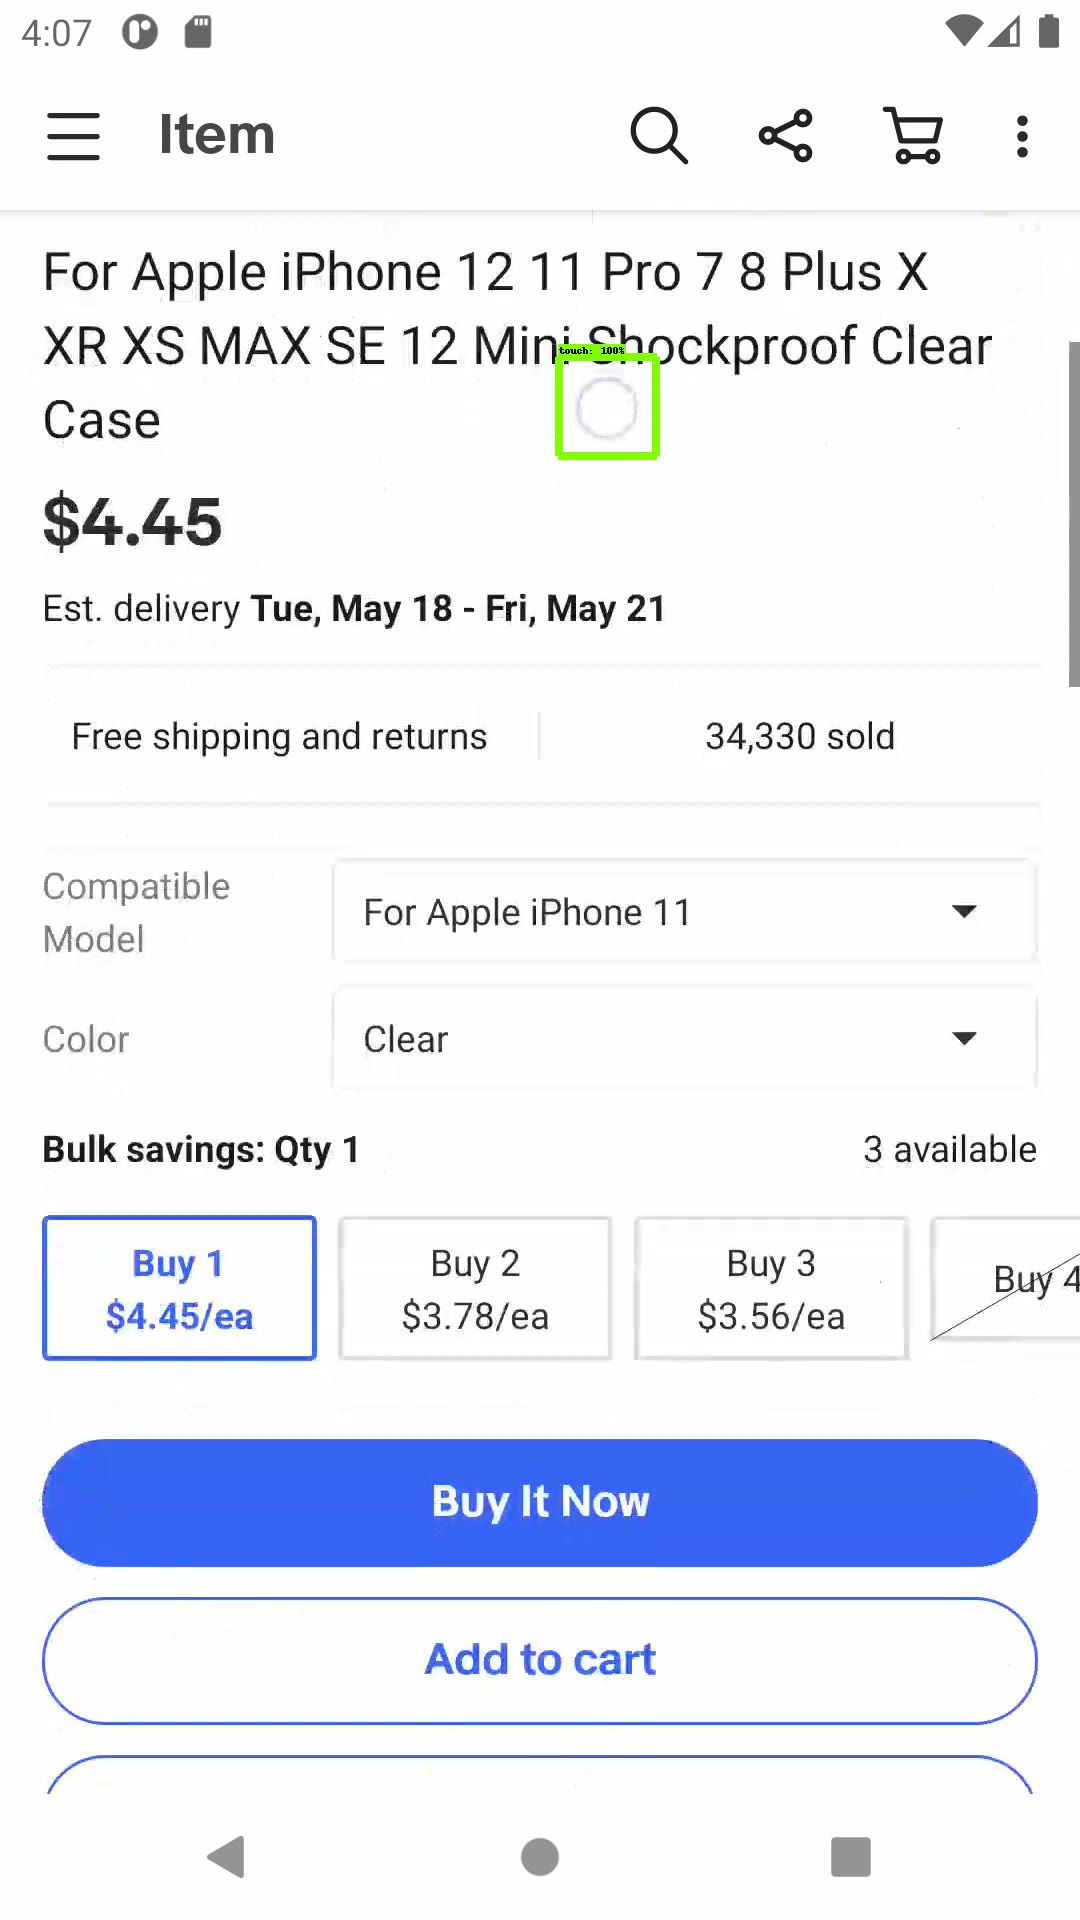 4:07
Item
For Apple iPhone 12 11 Pro 7 8 Plus X
XR XS MAX SE 12 Mini Shockproof Clear
touch: 100%
Case
$4.45
Est. delivery Tue, May 18 - Fri, May 21
Free shipping and returns
34,330 sold
Compatible
Model
For Apple iPhone 11
Color
Clear
Bulk savings: Qty 1
3 available
Buy 1
$4.45/ea
Buy 2
$3.78/ea
Buy 3
$3.56/ea
Buy 4
Buy It Now
Add to cart